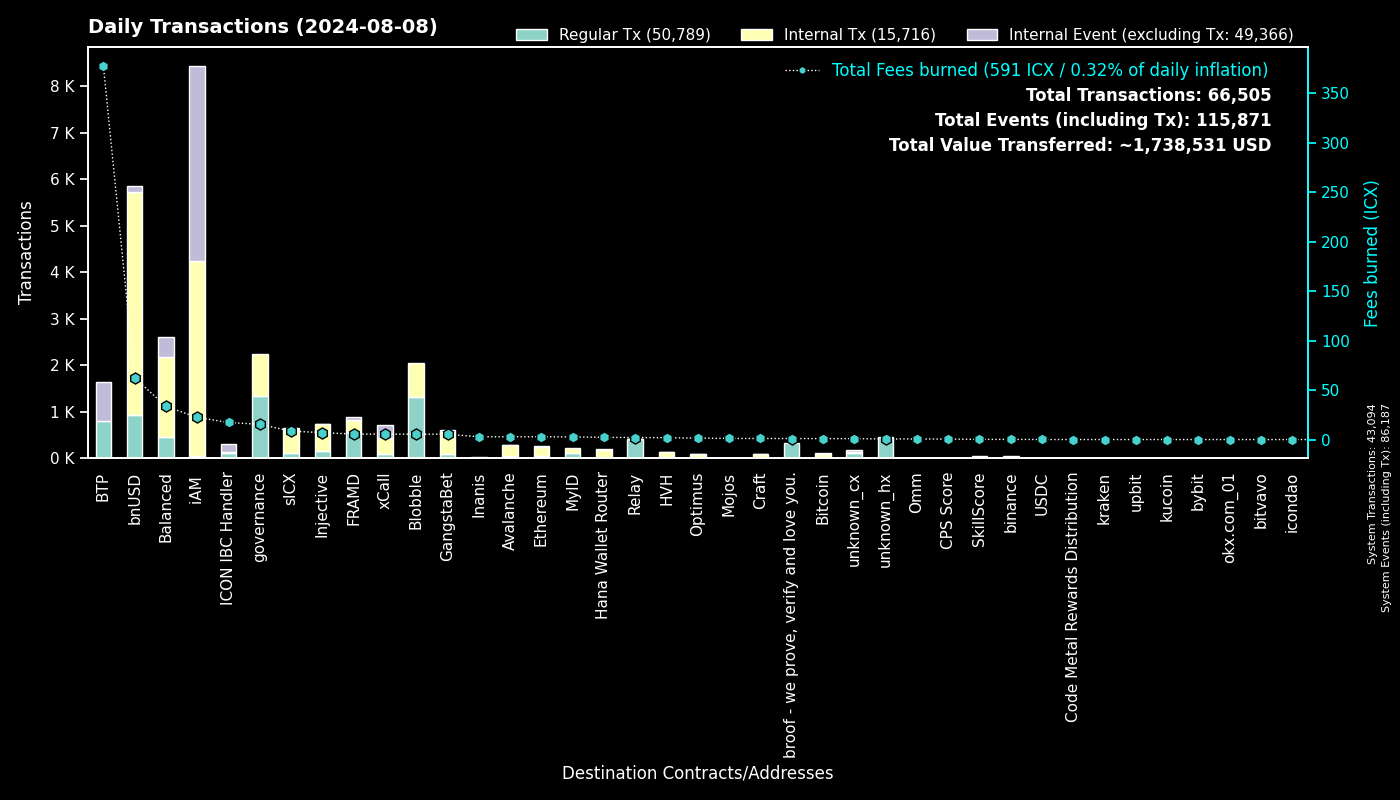 Daily Transactions (2024-08-08)
Regular Tx (50,789)
Internal Tx (15,716)
Internal Event (excluding Tx: 49,366)
Total Fees burned (591 ICX / 0.32% of daily inflation)
Total Transactions: 66,505
Total Events (including Tx): 115,871
Total Value Transferred: ~1,738,531 USD
Transactions
8 K
7 K
6 K
5 K
4 K
3 K
2 K
1 K
0 K
350
300
250
200
150
100
50
0
Fees burned (ICX)
BTP
bnUSD
Balanced
iAM
ICON IBC Handler
governance
sICX
Injective
FRAMD
xCall
Blobble
GangstaBet
Inanis
Avalanche
Ethereum
MyID
Hana Wallet Router
Relay
HVH
Optimus
Mojos
Craft
broof - we prove, verify and love you.
Bitcoin
unknown_cx
unknown_hx
Omm
CPS Score
SkillScore
binance
USDC
Code Metal Rewards Distribution
kraken
upbit
kucoin
bybit
okx.com_01
bitvavo
icondao
Destination Contracts/Addresses
System Transactions: 43,094
System Events (including Tx): 86,187